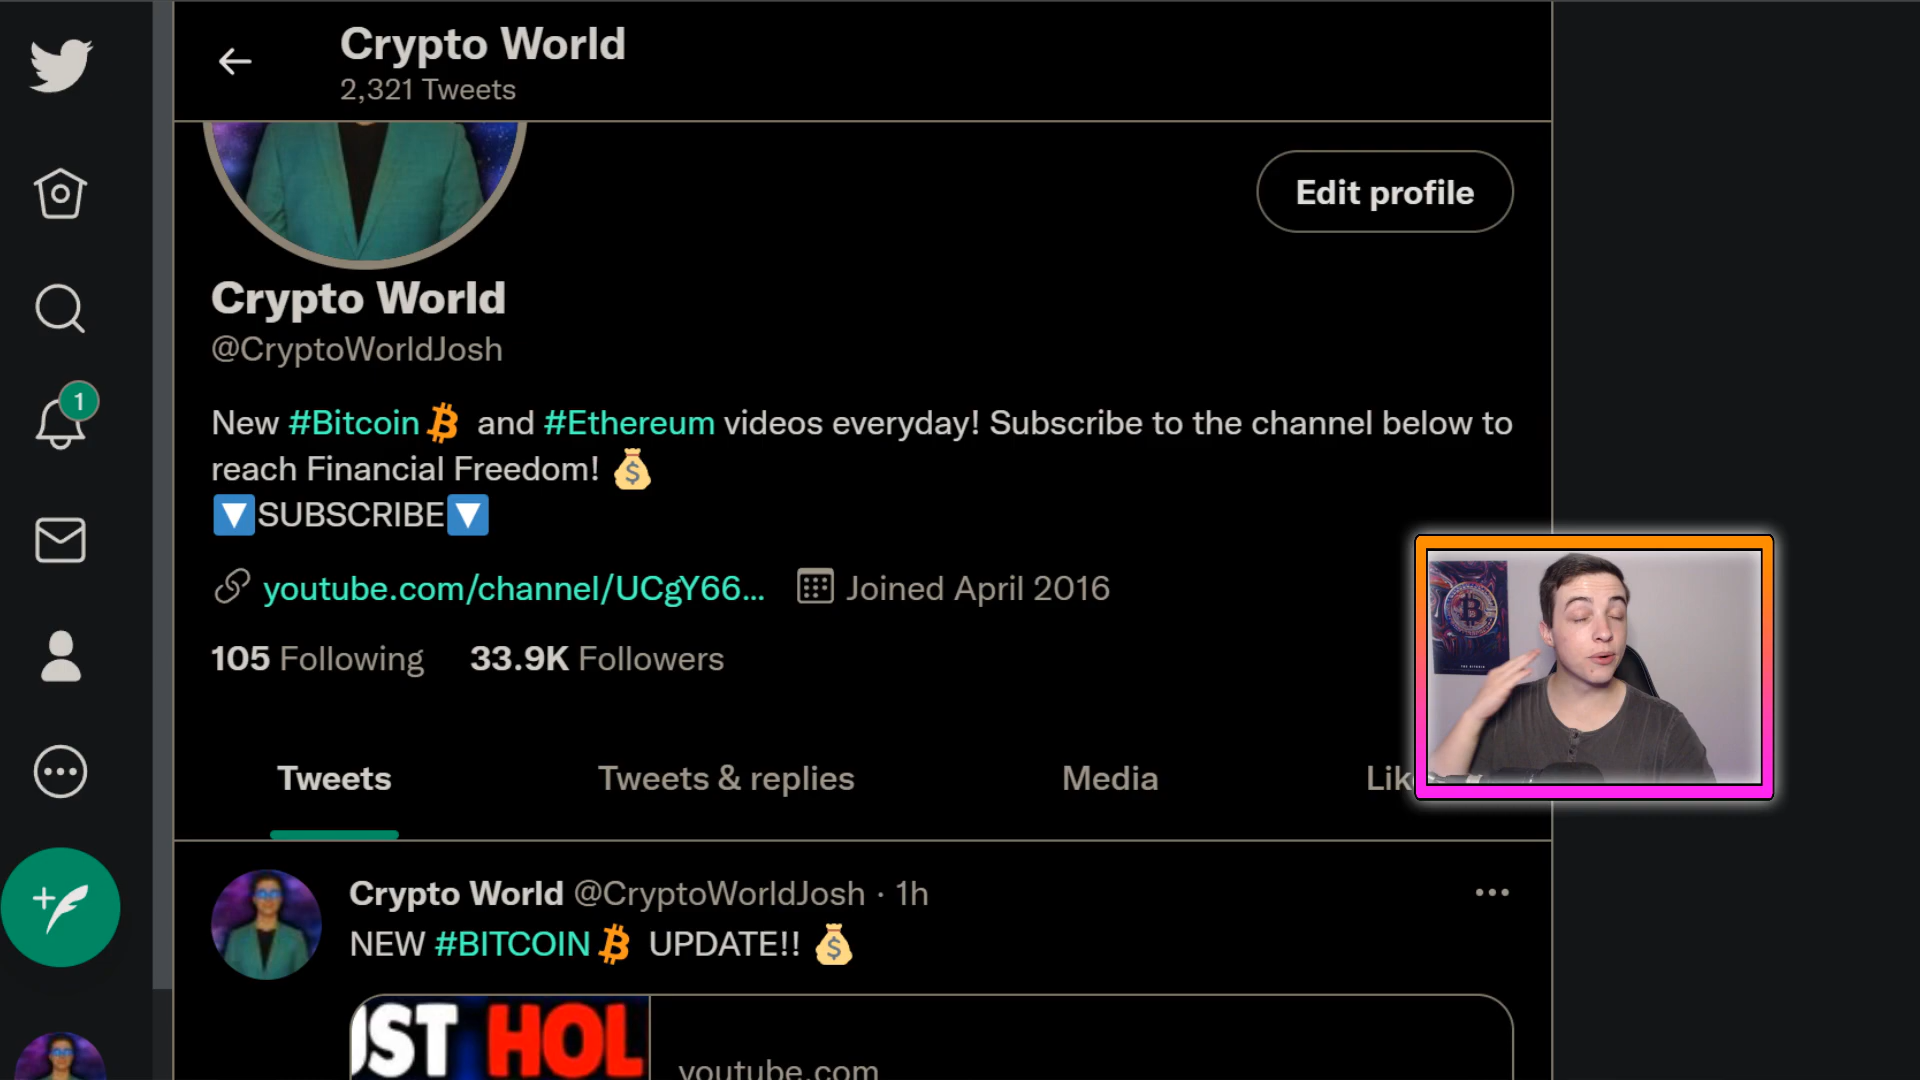 Crypto World
2,321 Tweets
Edit profile
Crypto World
@CryptoWorldJosh
1
New #Bitcoin and #Ethereum videos everyday! Subscribe to the channel below to
reach Financial Freedom!
SUBSCRIBE
youtube.com/channel/UCgY66... Joined April 2016
105 Following 33.9K Followers
Tweets Tweets & replies Media Lik
Crypto World @CryptoWorldJosh · 1h
NEW #BITCOIN UPDATE!!
UST HOL
youtube.com